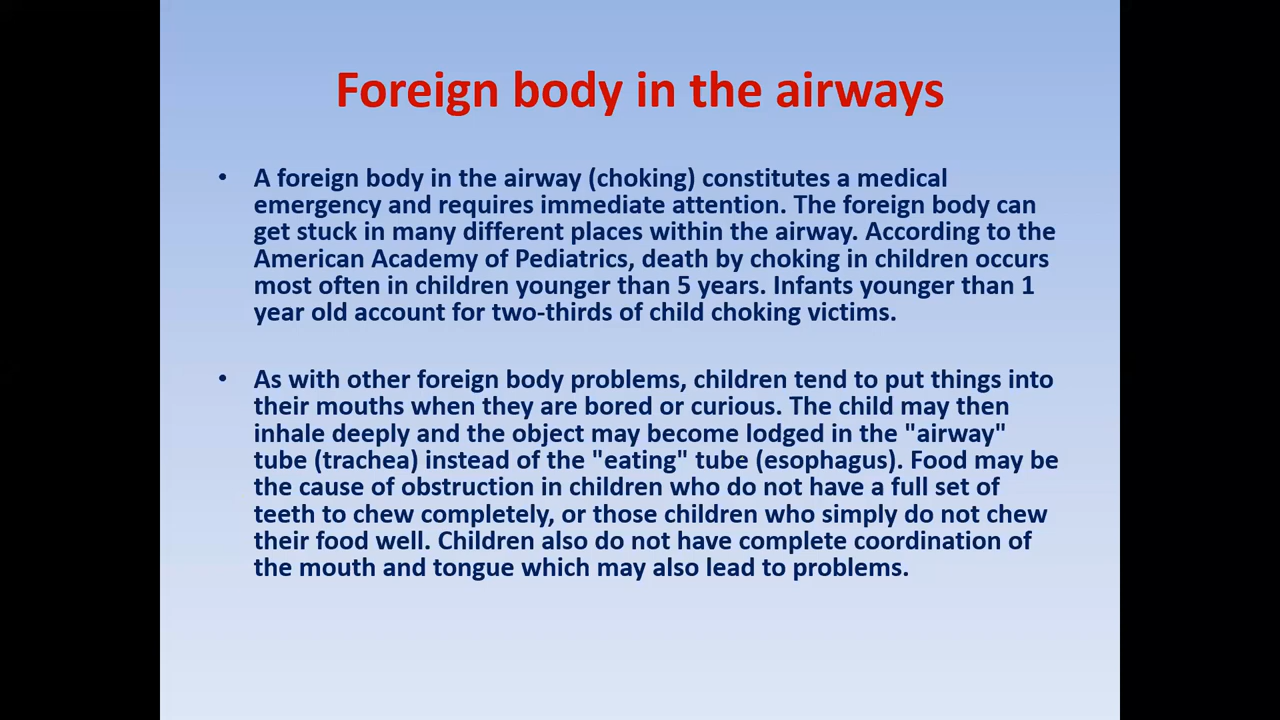 Foreign body in the airways
• A foreign body in the airway (choking) constitutes a medical
emergency and requires immediate attention. The foreign body can
get stuck in many different places within the airway. According to the
American Academy of Pediatrics, death by choking in children occurs
most often in children younger than 5 years. Infants younger than 1
year old account for two-thirds of child choking victims.
• As with other foreign body problems, children tend to put things into
their mouths when they are bored or curious. The child may then
inhale deeply and the object may become lodged in the "airway"
tube (trachea) instead of the "eating" tube (esophagus). Food may be
the cause of obstruction in children who do not have a full set of
teeth to chew completely, or those children who simply do not chew
their food well. Children also do not have complete coordination of
the mouth and tongue which may also lead to problems.